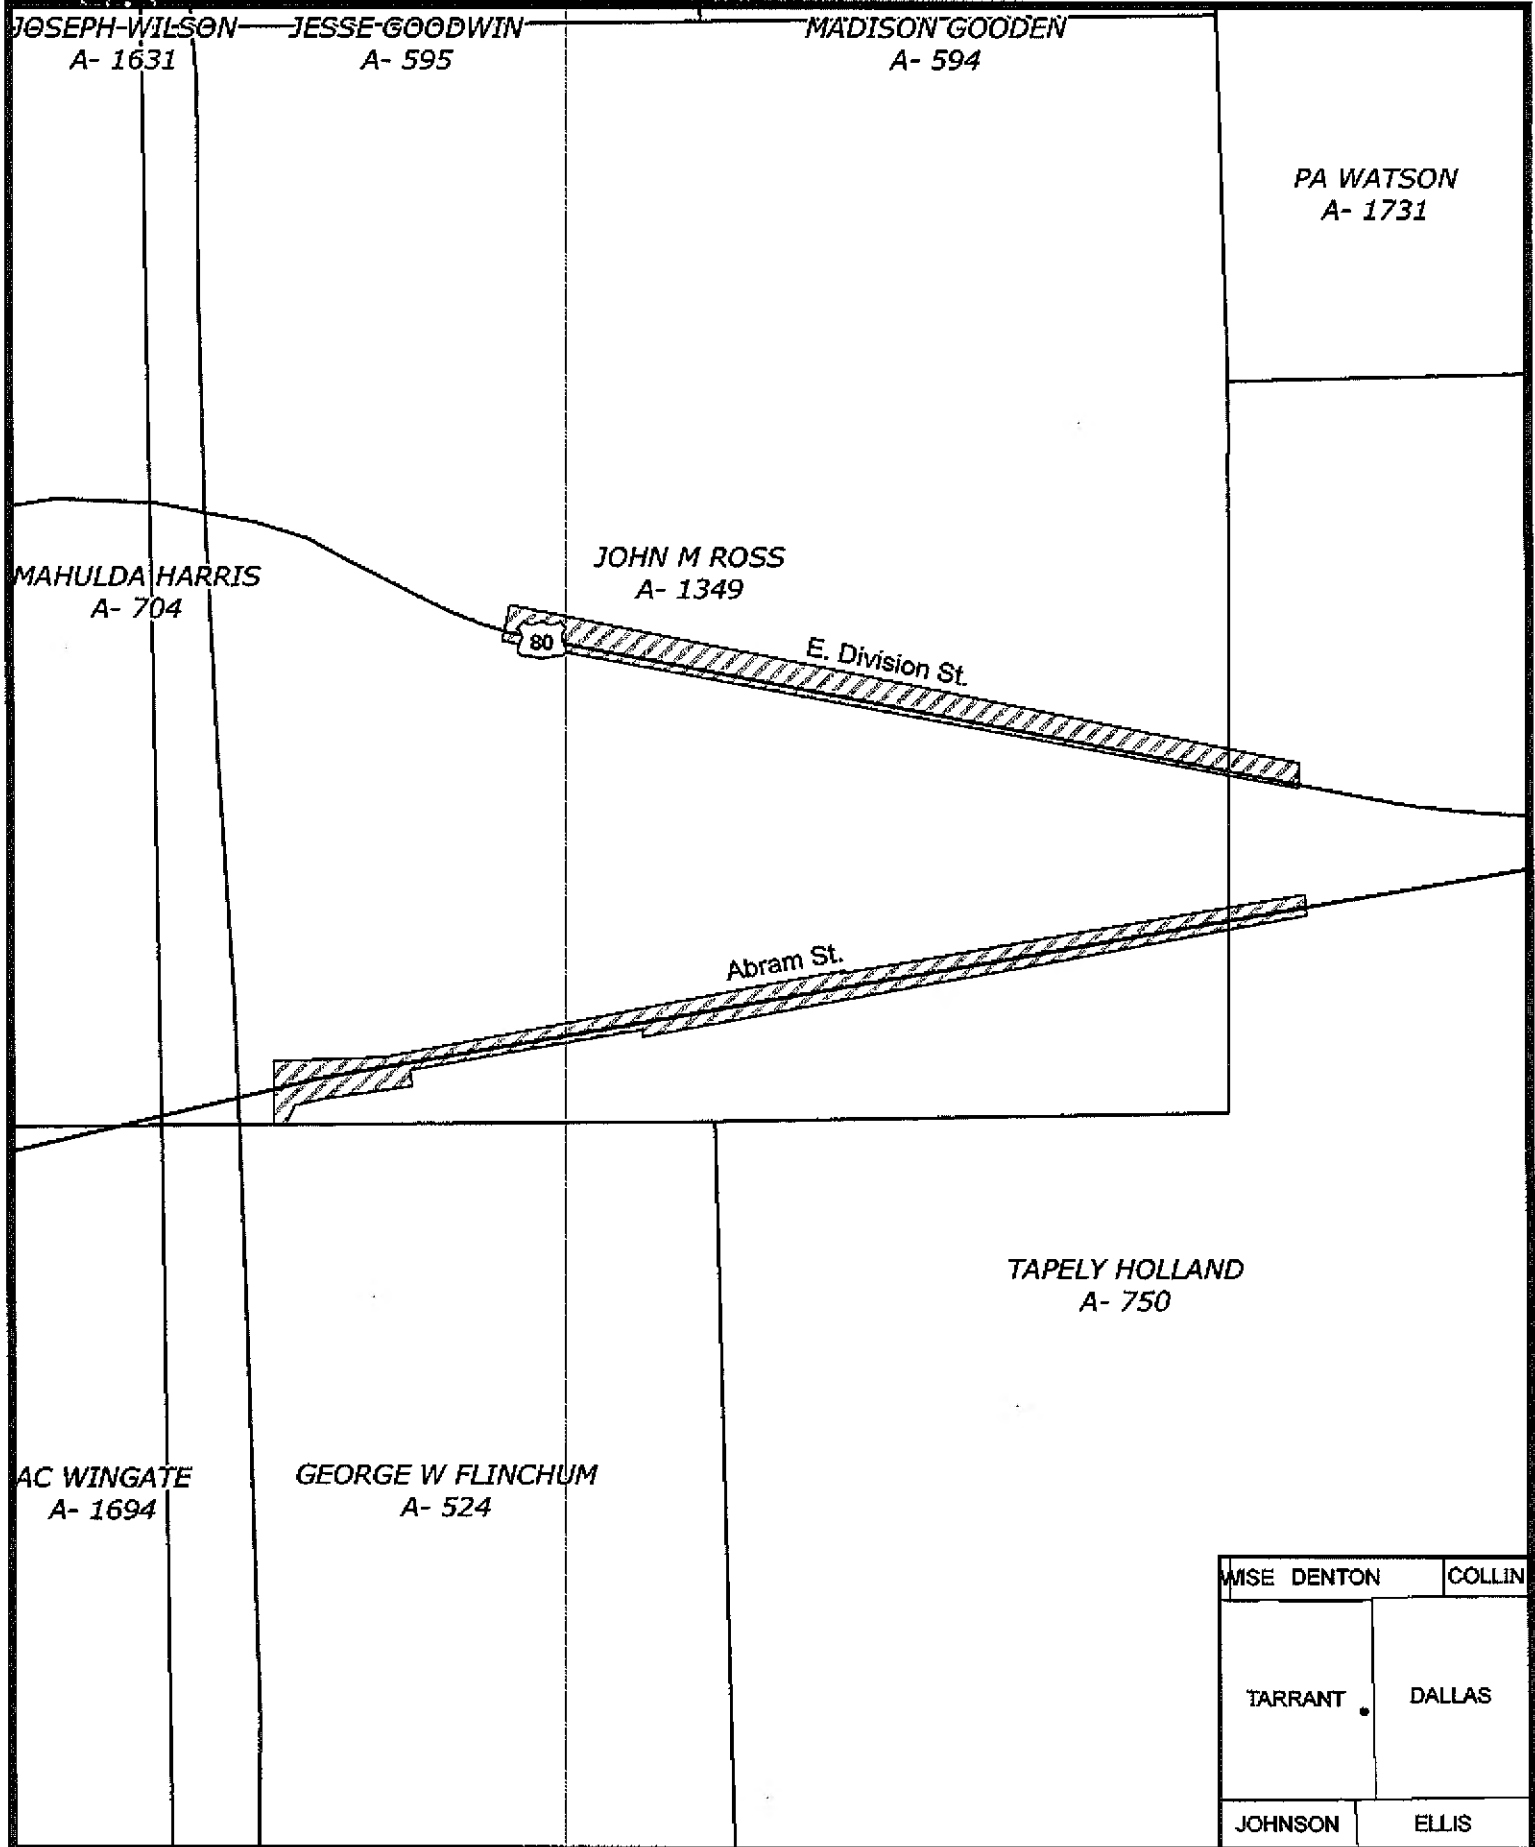 JOSEPH WILSON
A- 1631
JESSE GOODWIN
A- 595
MADISON GOODEN
A- 594
PA WATSON
A- 1731
JOHN M ROSS
A- 1349
MAHULDA HARRIS
A- 704
80
E. Division St.
Abram St.
TAPELY HOLLAND
A- 750
AC WINGATE
A- 1694
GEORGE W FLINCHUM
A- 524
WISE DENTON COLLIN
TARRANT DALLAS
JOHNSON ELLIS